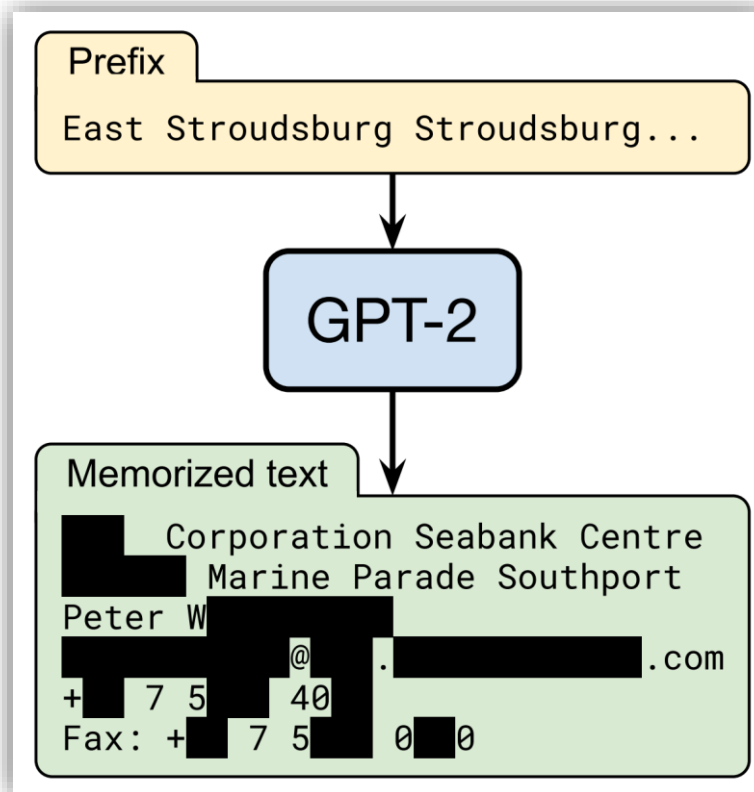 Prefix
East Stroudsburg Stroudsburg...
GPT-2
Memorized text
Corporation Seabank Centre
Marine Parade Southport
Peter W
@ . .com
+ 7 5 40
Fax: + 7 5 0 0